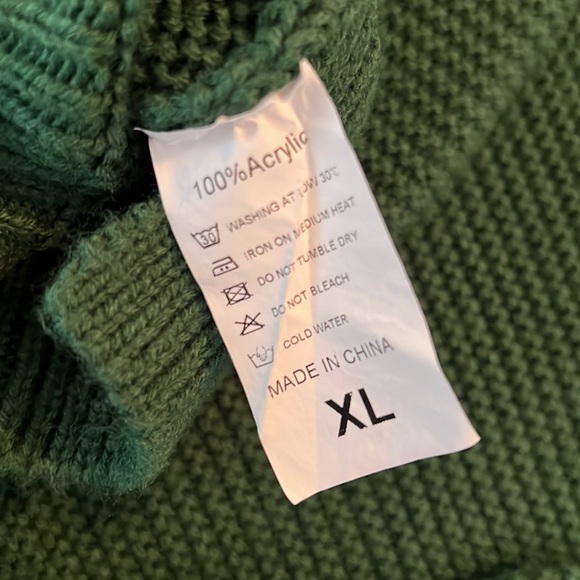 100%Acrylic
30 WASHING AT LOW 30℃
IRON ON MEDIUM HEAT
DO NOT TUMBLE DRY
DO NOT BLEACH
COLD WATER
MADE IN CHINA
XL